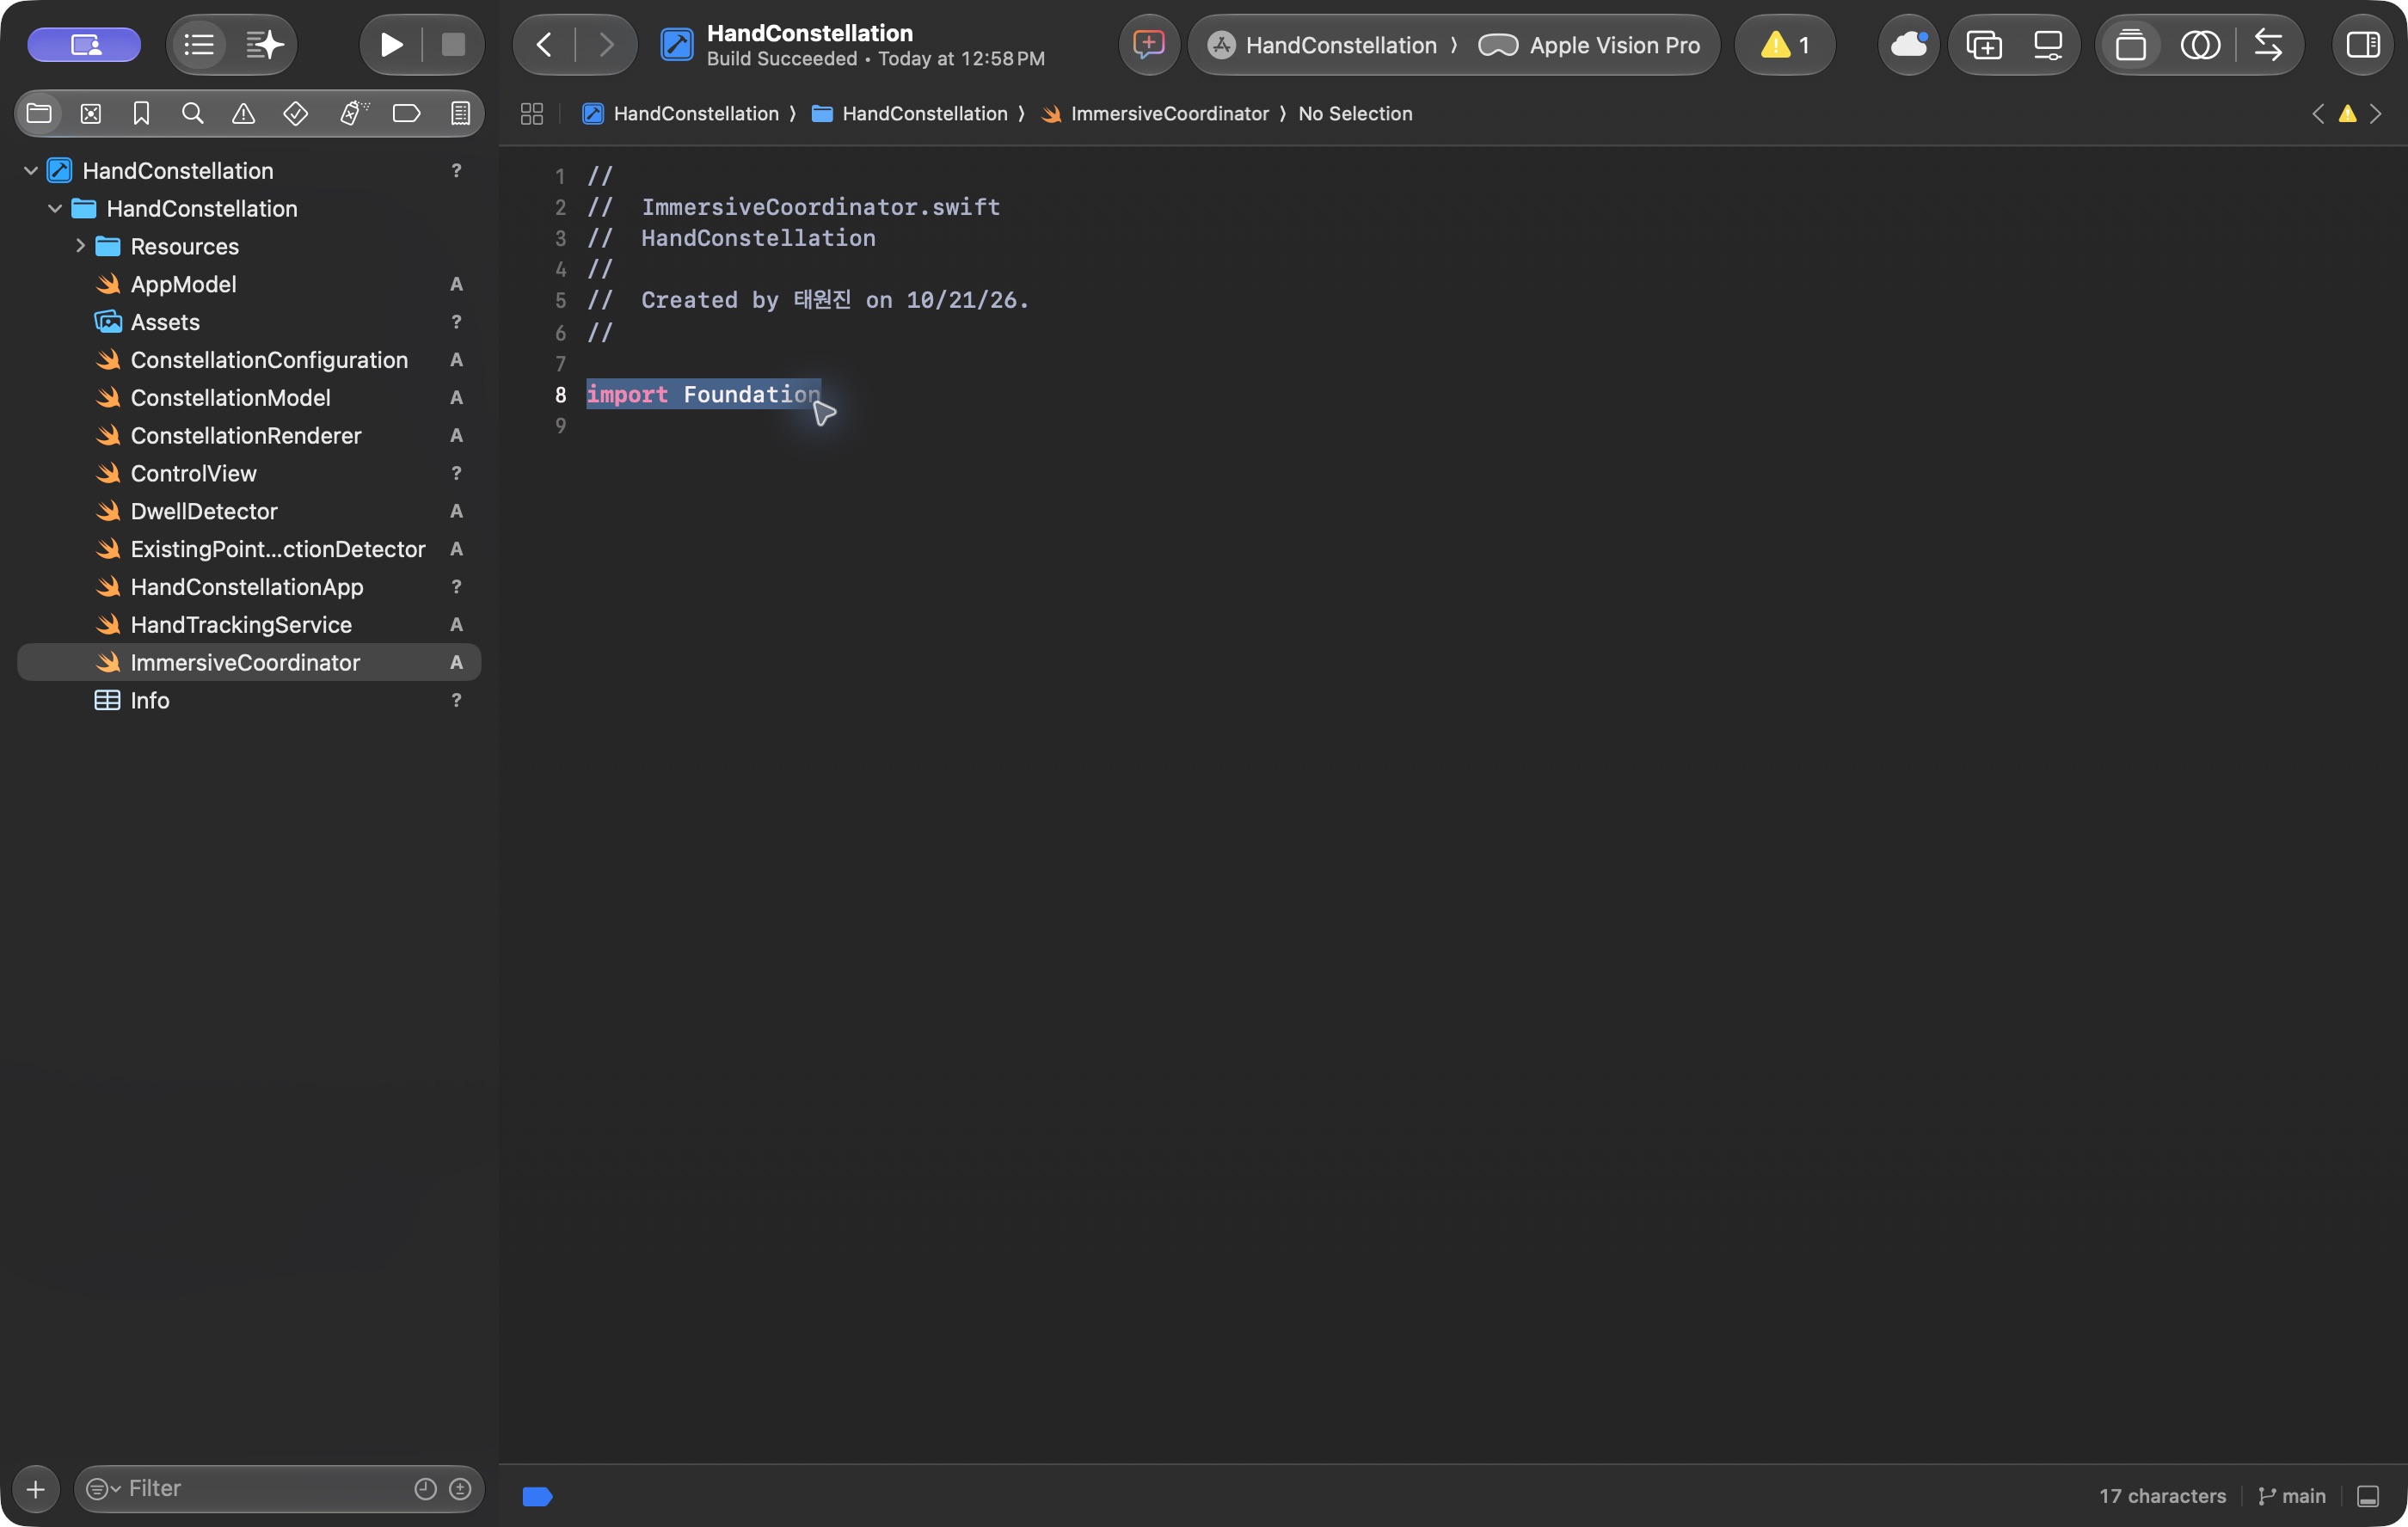 HandConstellation
Build Succeeded • Today at 12:58 PM
HandConstellation 〉 Apple Vision Pro
1
HandConstellation 〉 HandConstellation 〉 ImmersiveCoordinator 〉 No Selection
HandConstellation ?
HandConstellation
Resources
AppModel A
Assets ?
ConstellationConfiguration A
ConstellationModel A
ConstellationRenderer A
ControlView ?
DwellDetector A
ExistingPoint...ctionDetector A
HandConstellationApp ?
HandTrackingService A
ImmersiveCoordinator A
Info ?
Filter
1 //
2 //  ImmersiveCoordinator.swift
3 //  HandConstellation
4 //
5 //  Created by 태원진 on 10/21/26.
6 //
7
8 import Foundation
9
17 characters
main